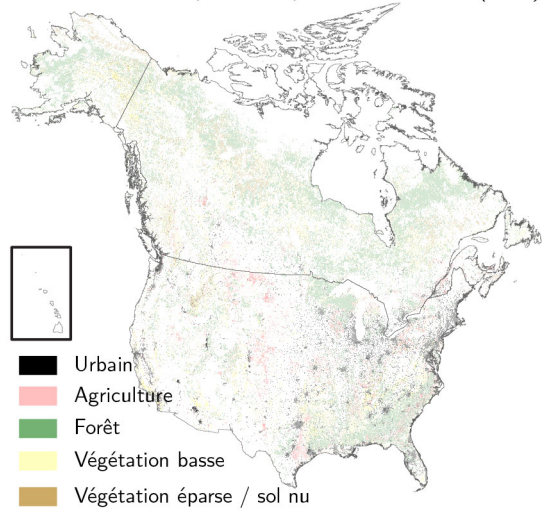 Urbain
Agriculture
Forêt
Végétation basse
Végétation éparse / sol nu